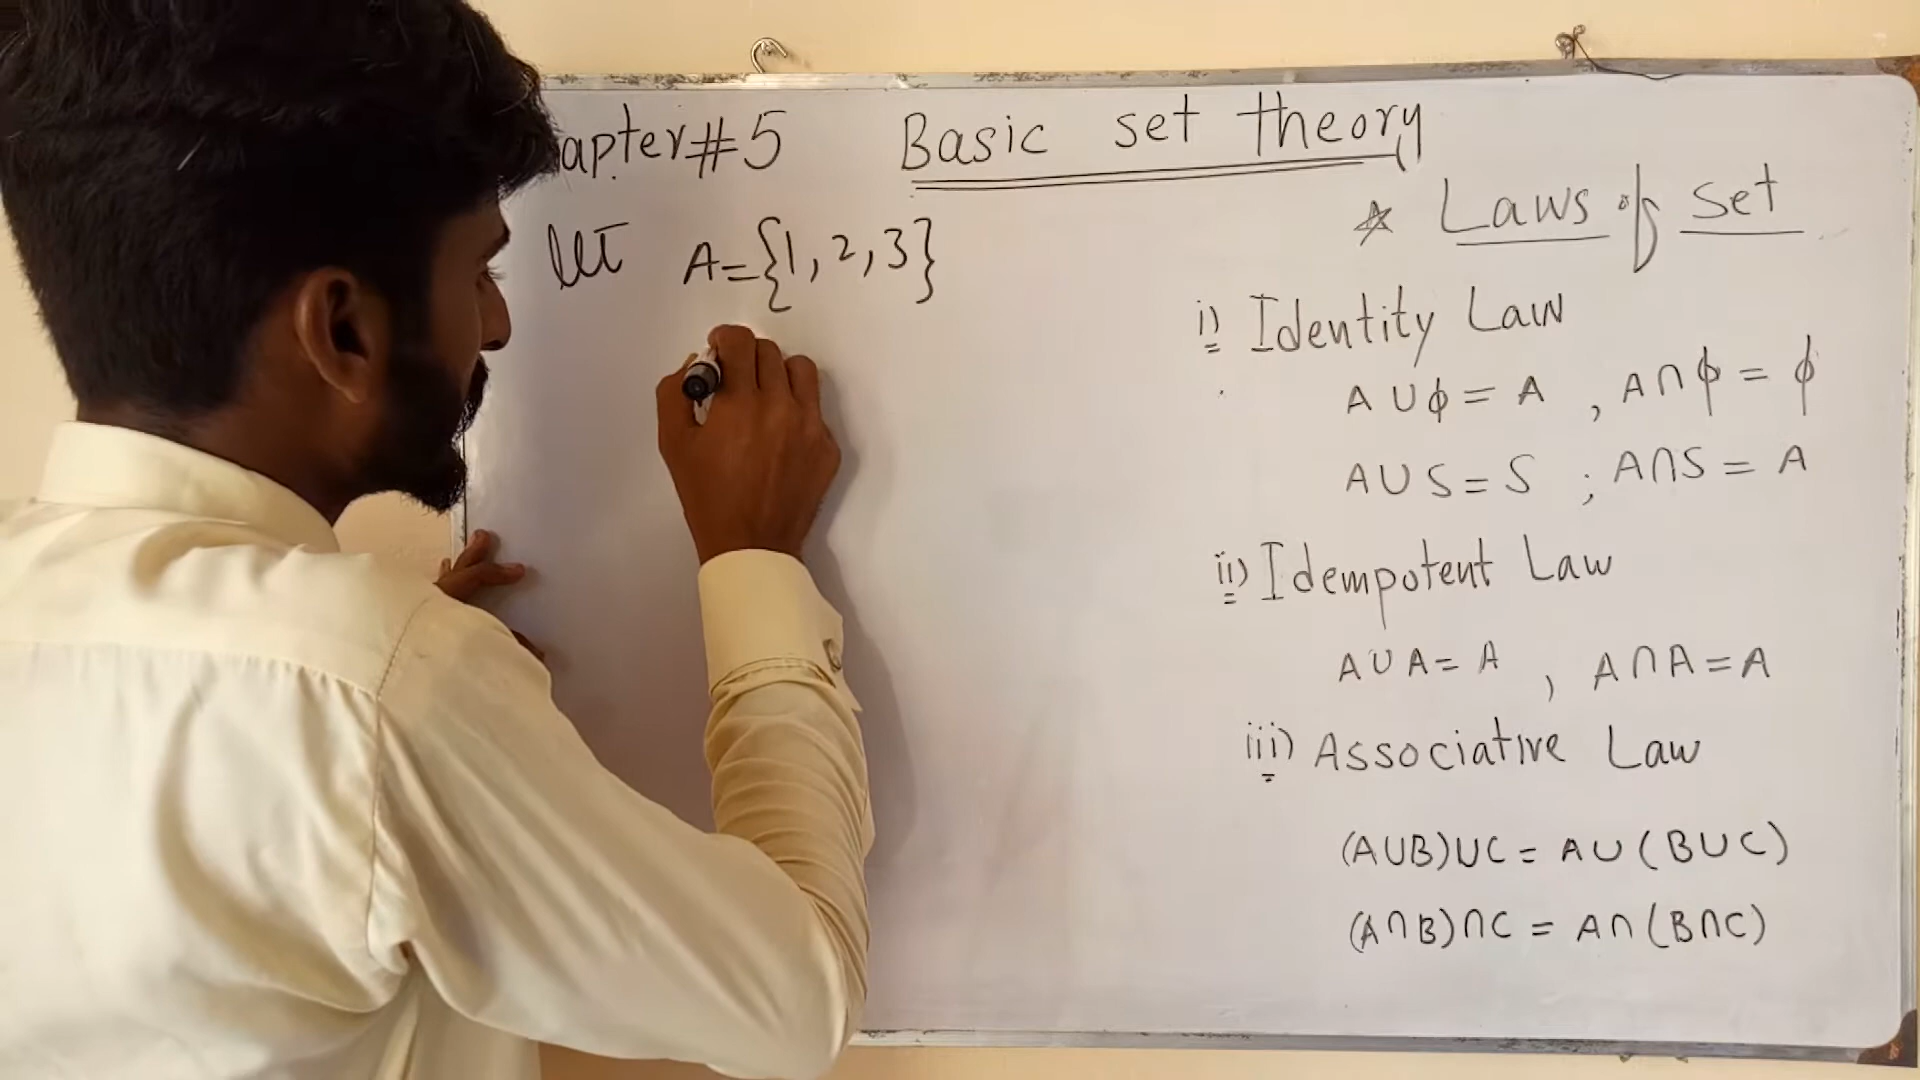 apter#5 Basic set theory
let A={1,2,3}
☆ Laws of set
i) Identity Law
A∪ϕ=A , A∩ϕ=ϕ
A∪S=S ; A∩S=A
ii) Idempotent Law
A∪A=A , A∩A=A
iii) Associative Law
(A∪B)∪C=A∪(B∪C)
(A∩B)∩C=A∩(B∩C)